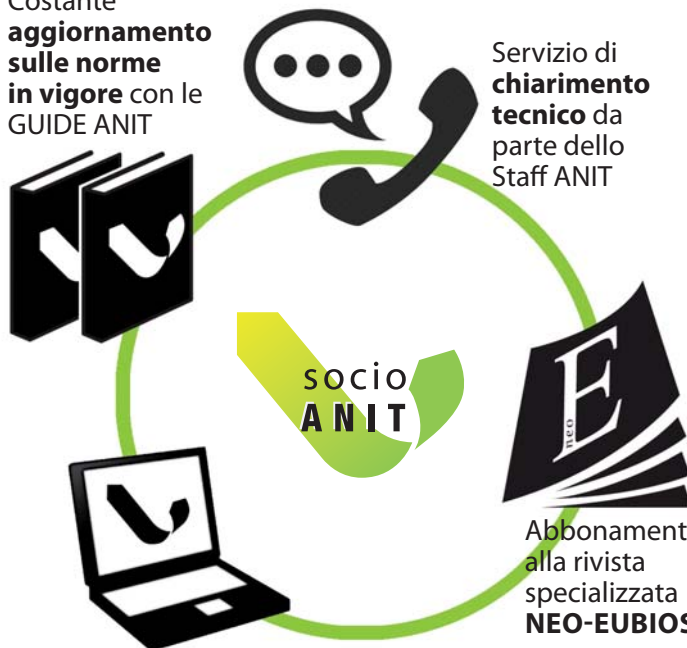 Costante
aggiornamento
sulle norme
in vigore con le
GUIDE ANIT
Servizio di
chiarimento
tecnico da
parte dello
Staff ANIT
socio
ANIT
neo
E
Abbonament
alla rivista
specializzata
NEO-EUBIOS